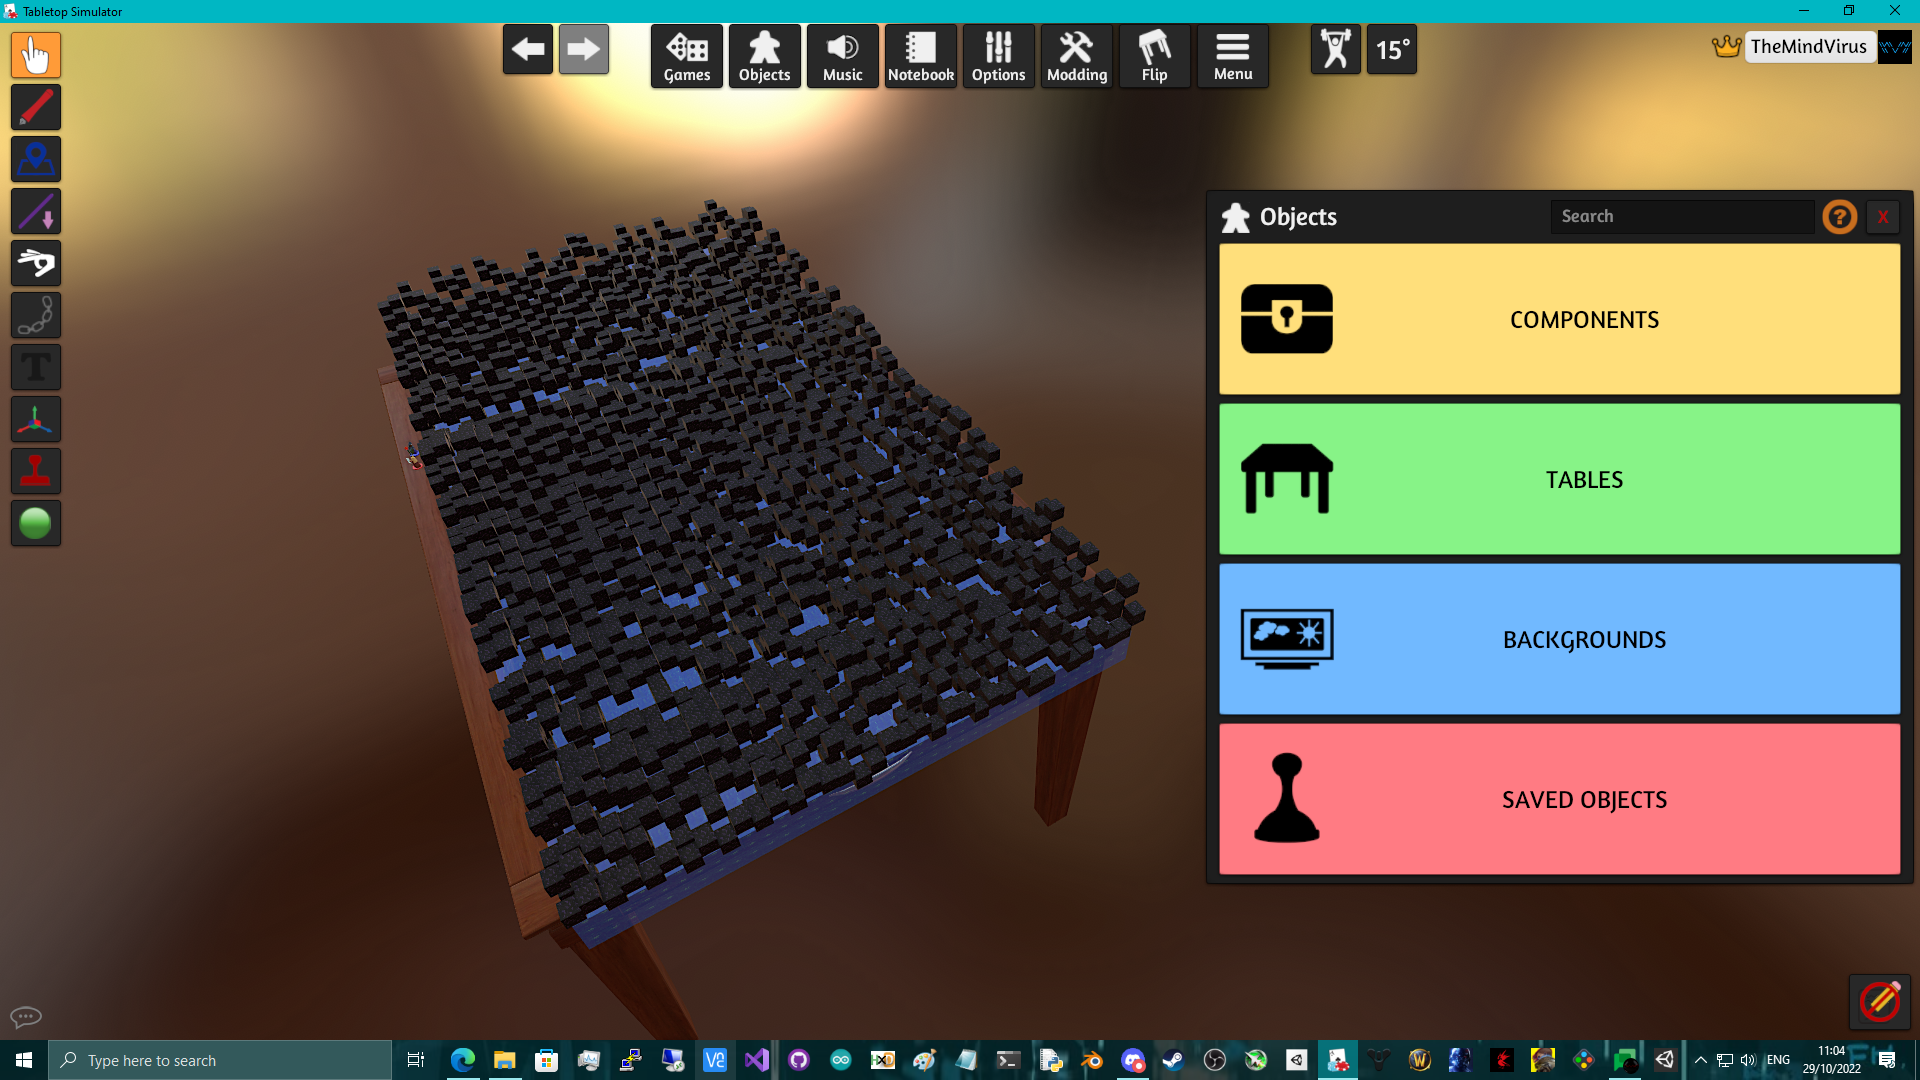 Tabletop Simulator
Games
Objects
Music
Notebook
Options
Modding
Flip
Menu
15°
TheMindVirus
Objects
Search
?
X
COMPONENTS
TABLES
BACKGROUNDS
SAVED OBJECTS
T
Type here to search
ENG
11:04
29/10/2022